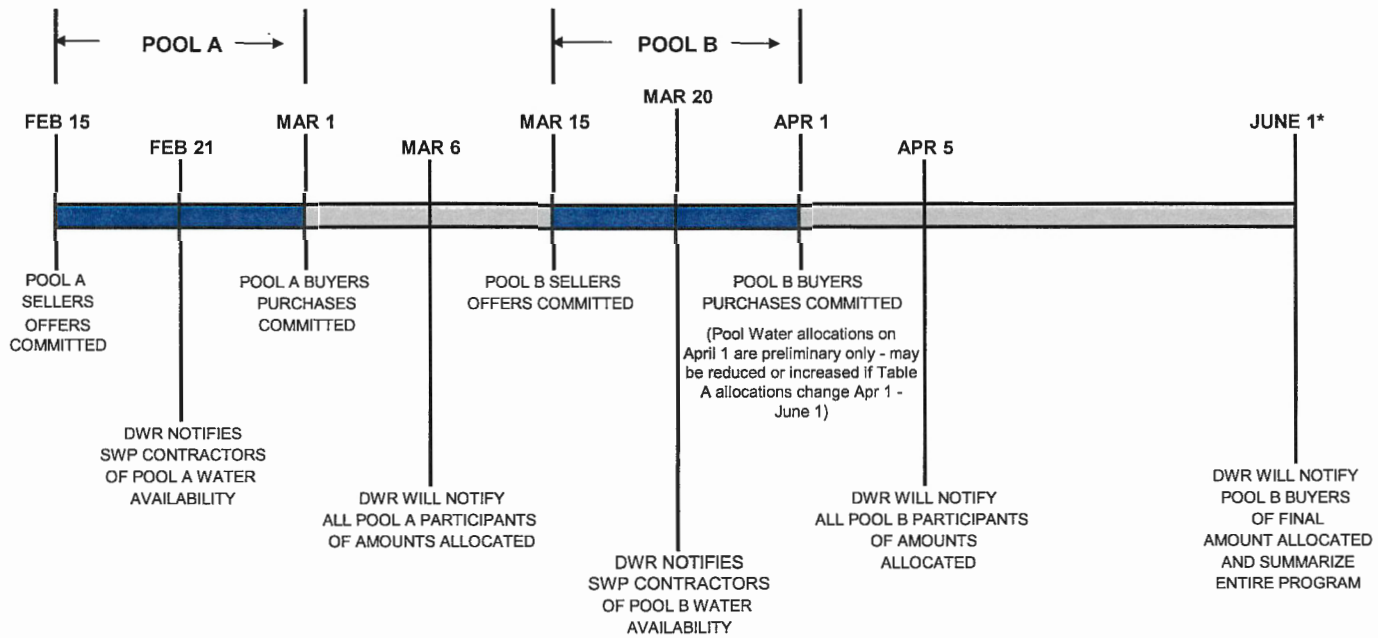 POOL A
POOL B
FEB 15
FEB 21
MAR 1
MAR 6
MAR 15
MAR 20
APR 1
APR 5
JUNE 1*
POOL A
SELLERS
OFFERS
COMMITTED
DWR NOTIFIES
SWP CONTRACTORS
OF POOL A WATER
AVAILABILITY
POOL A BUYERS
PURCHASES
COMMITTED
DWR WILL NOTIFY
ALL POOL A PARTICIPANTS
OF AMOUNTS ALLOCATED
POOL B SELLERS
OFFERS COMMITTED
DWR NOTIFIES
SWP CONTRACTORS
OF POOL B WATER
AVAILABILITY
POOL B BUYERS
PURCHASES COMMITTED
(Pool Water allocations on
April 1 are preliminary only - may
be reduced or increased if Table
A allocations change Apr 1 -
June 1)
DWR WILL NOTIFY
ALL POOL B PARTICIPANTS
OF AMOUNTS
ALLOCATED
DWR WILL NOTIFY
POOL B BUYERS
OF FINAL
AMOUNT ALLOCATED
AND SUMMARIZE
ENTIRE PROGRAM